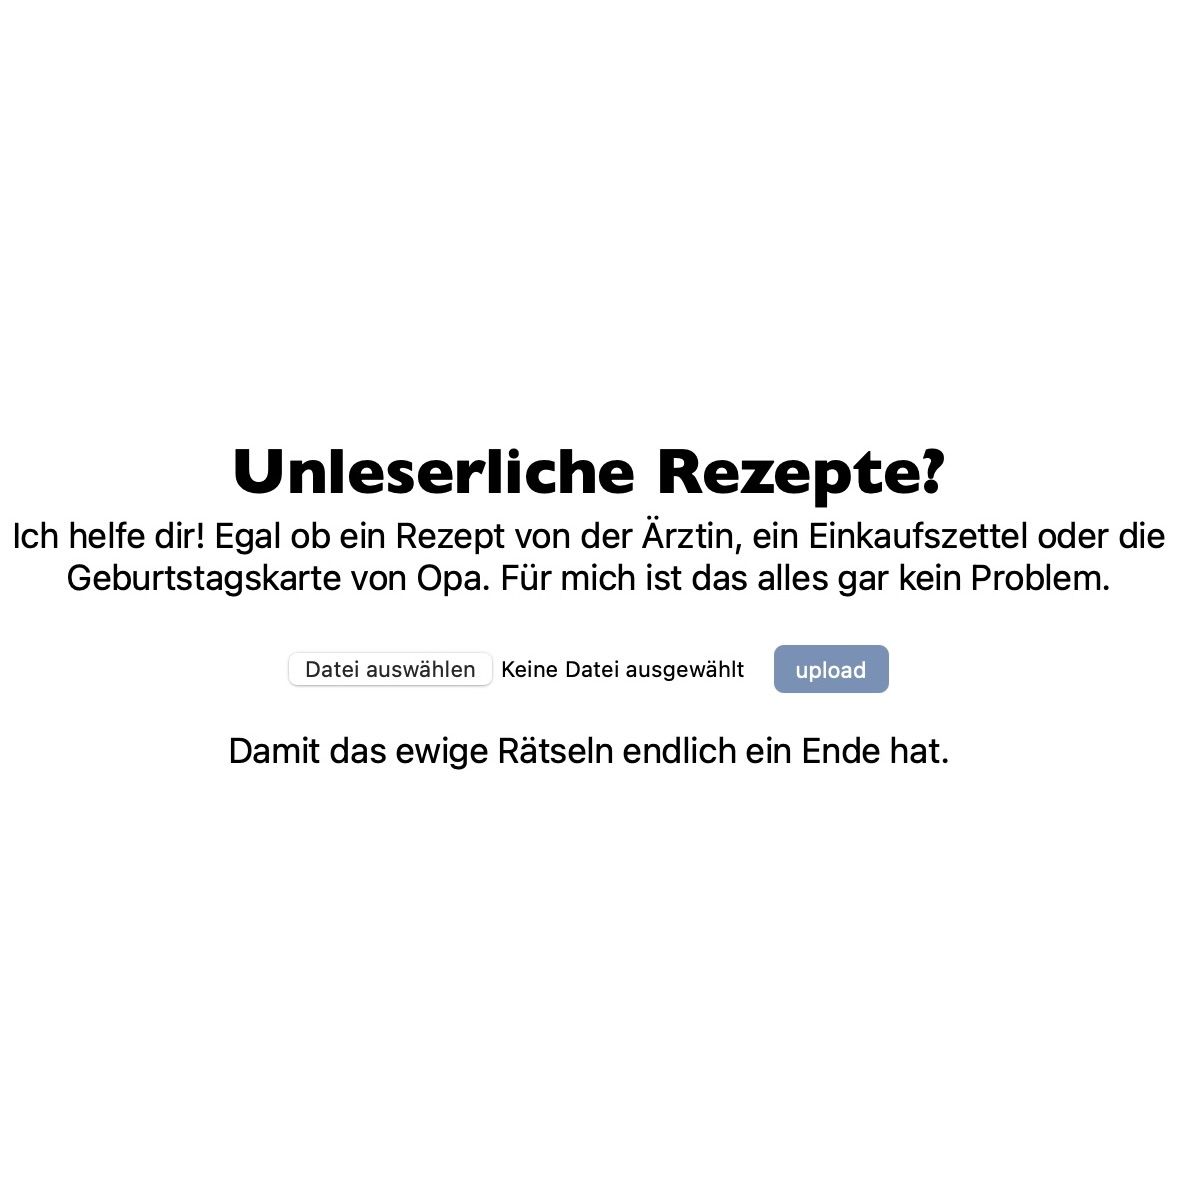 Unleserliche Rezepte?
Ich helfe dir! Egal ob ein Rezept von der Ärztin, ein Einkaufszettel oder die
Geburtstagskarte von Opa. Für mich ist das alles gar kein Problem.
Datei auswählen Keine Datei ausgewählt upload
Damit das ewige Rätseln endlich ein Ende hat.